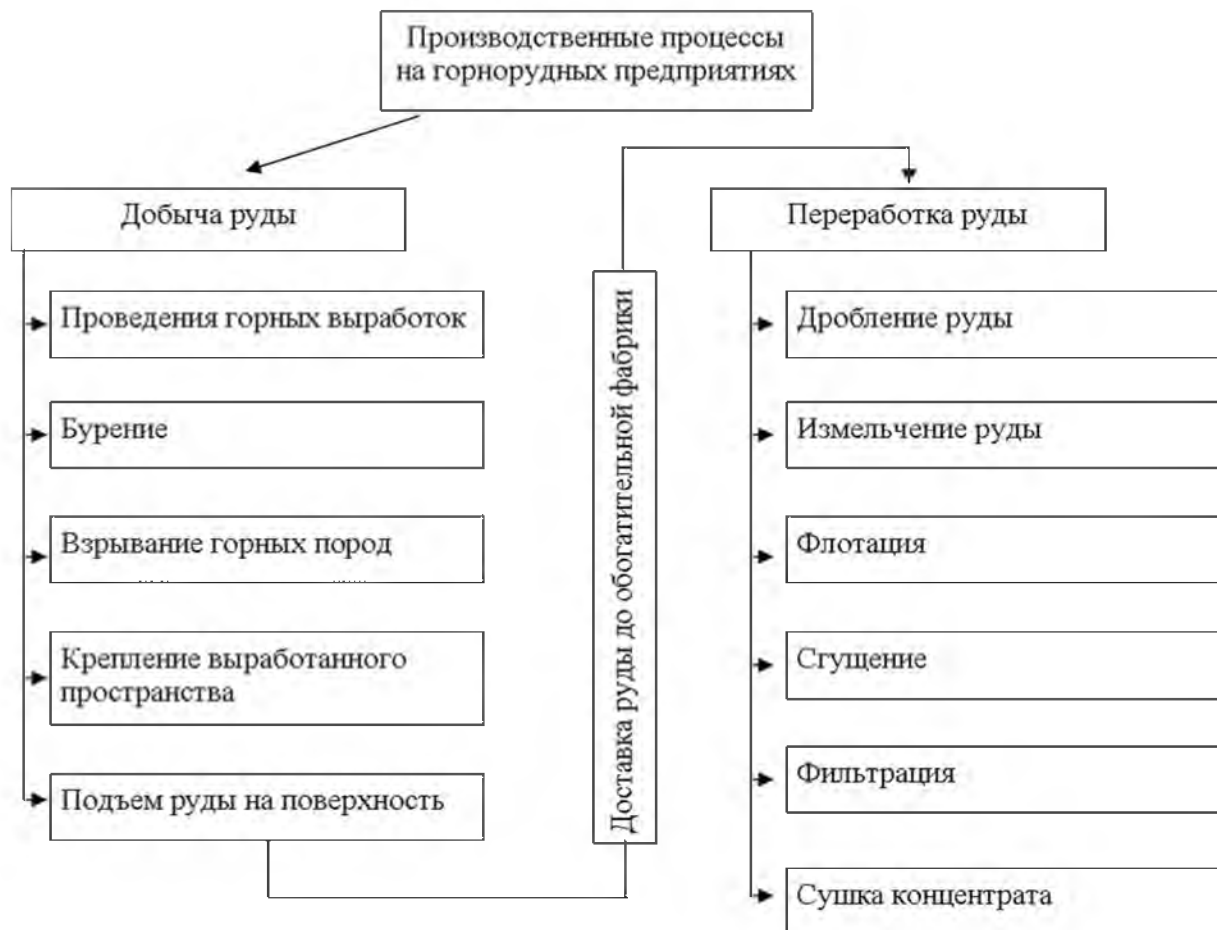 Производственные процессы
на горнорудных предприятиях
Добыча руды
Проведения горных выработок
Бурение
Взрывание горных пород
Крепление выработанного
пространства
Подъем руды на поверхность
Доставка руды до обогатительной фабрики
Переработка руды
Дробление руды
Измельчение руды
Флотация
Сгущение
Фильтрация
Сушка концентрата